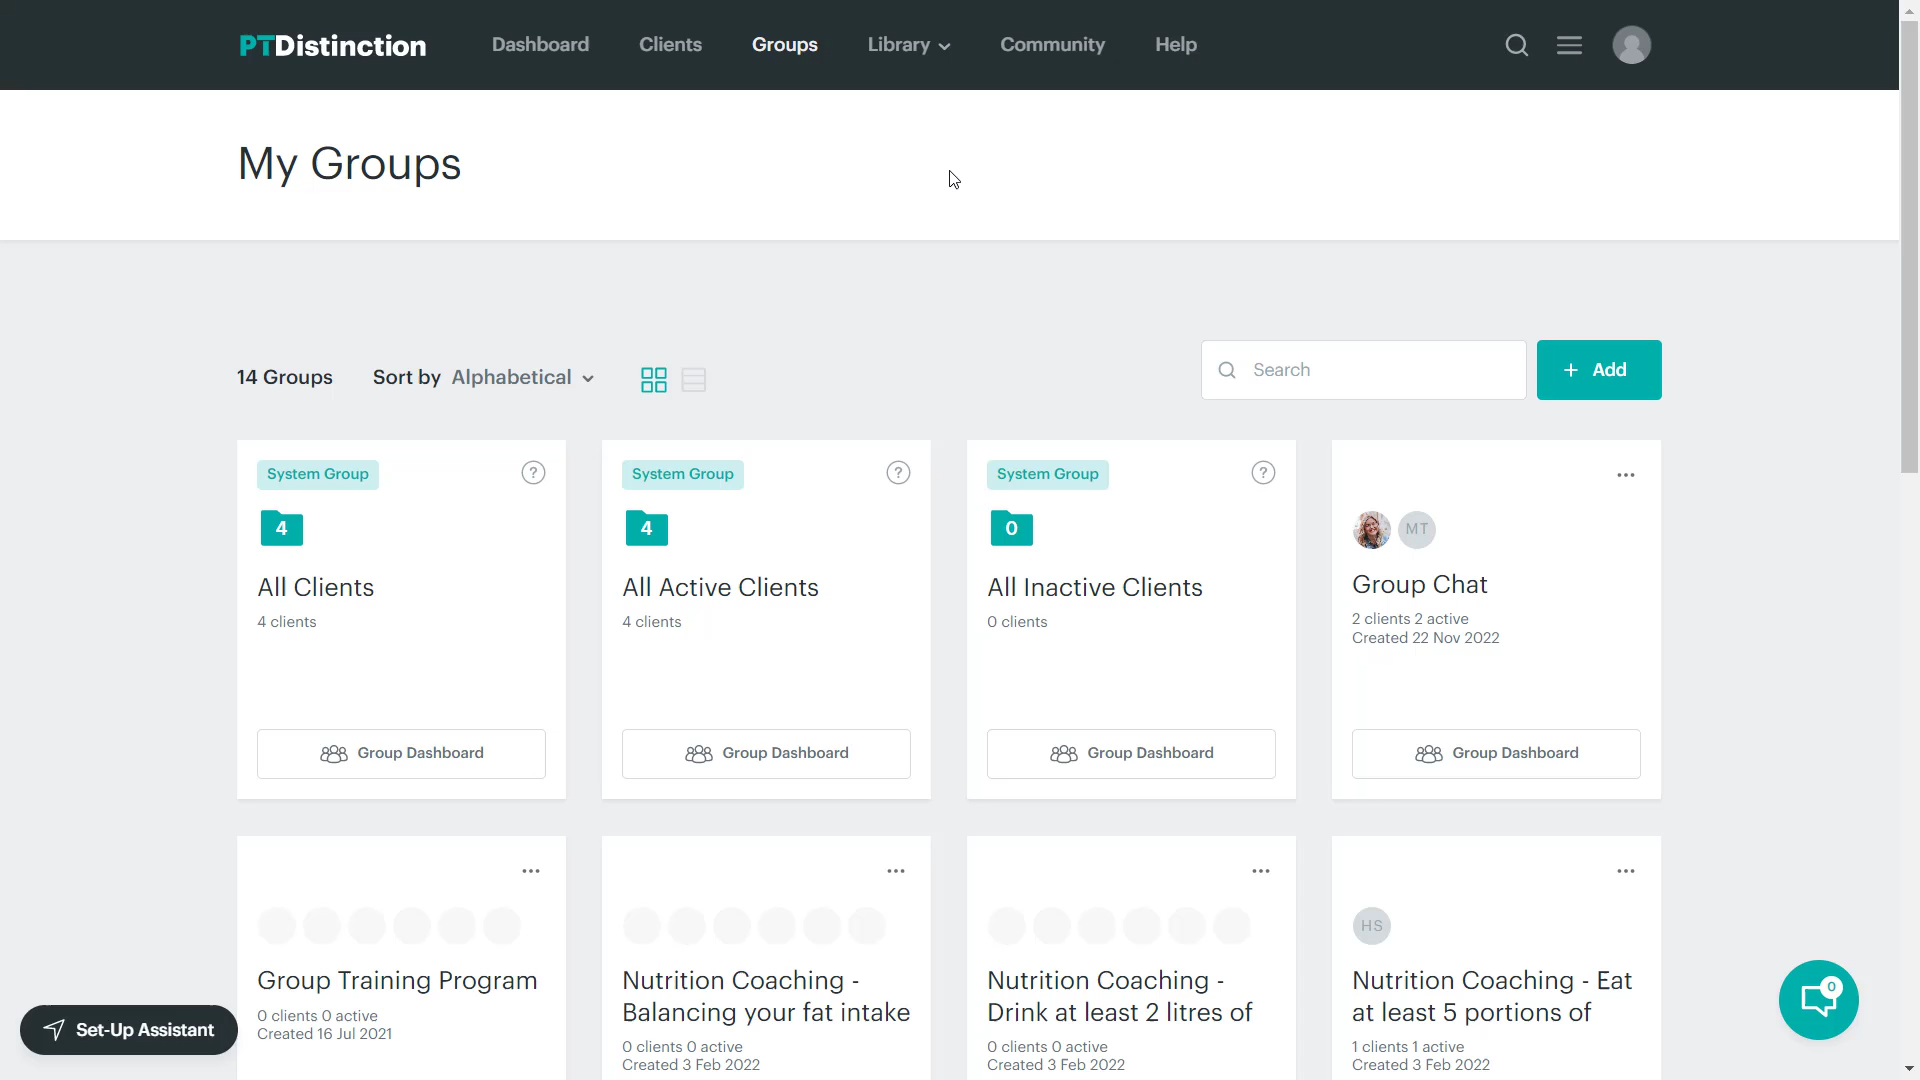 PTDistinction Dashboard Clients Groups Library Community Help
My Groups
14 Groups Sort by Alphabetical Search + Add
System Group ?
4
All Clients
4 clients
Group Dashboard
System Group ?
4
All Active Clients
4 clients
Group Dashboard
System Group ?
0
All Inactive Clients
0 clients
Group Dashboard
MT
Group Chat
2 clients 2 active
Created 22 Nov 2022
Group Dashboard
Group Training Program
0 clients 0 active
Created 16 Jul 2021
Nutrition Coaching -
Balancing your fat intake
0 clients 0 active
Created 3 Feb 2022
Nutrition Coaching -
Drink at least 2 litres of
0 clients 0 active
Created 3 Feb 2022
HS
Nutrition Coaching - Eat
at least 5 portions of
1 clients 1 active
Created 3 Feb 2022
Set-Up Assistant
0